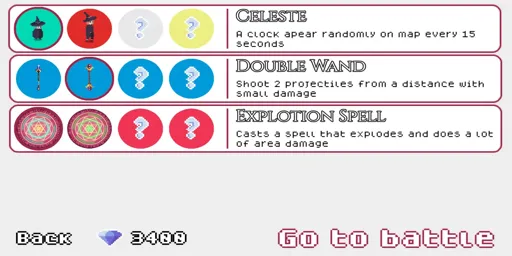 Celeste
A clock apear randomly on map every 15
seconds
Double Wand
Shoot 2 projectiles from a distance with
small damage
Explotion Spell
Casts a spell that explodes and does a lot
of area damage
? ?
? ?
? ?
Back 3400 Go to battle